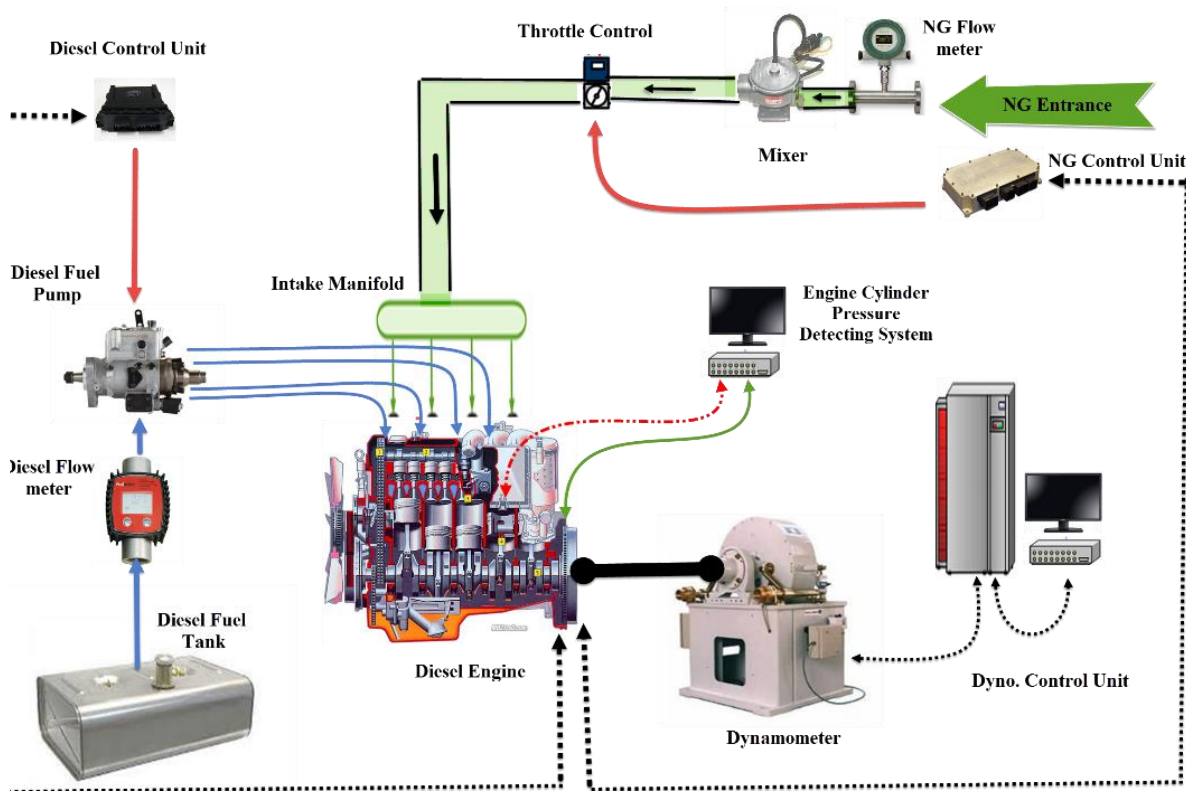 Diesel Control Unit
Throttle Control
NG Flow
meter
NG Entrance
Mixer
NG Control Unit
Diesel Fuel
Pump
Intake Manifold
Engine Cylinder
Pressure
Detecting System
Diesel Flow
meter
Diesel Fuel
Tank
Diesel Engine
Dynamometer
Dyno. Control Unit